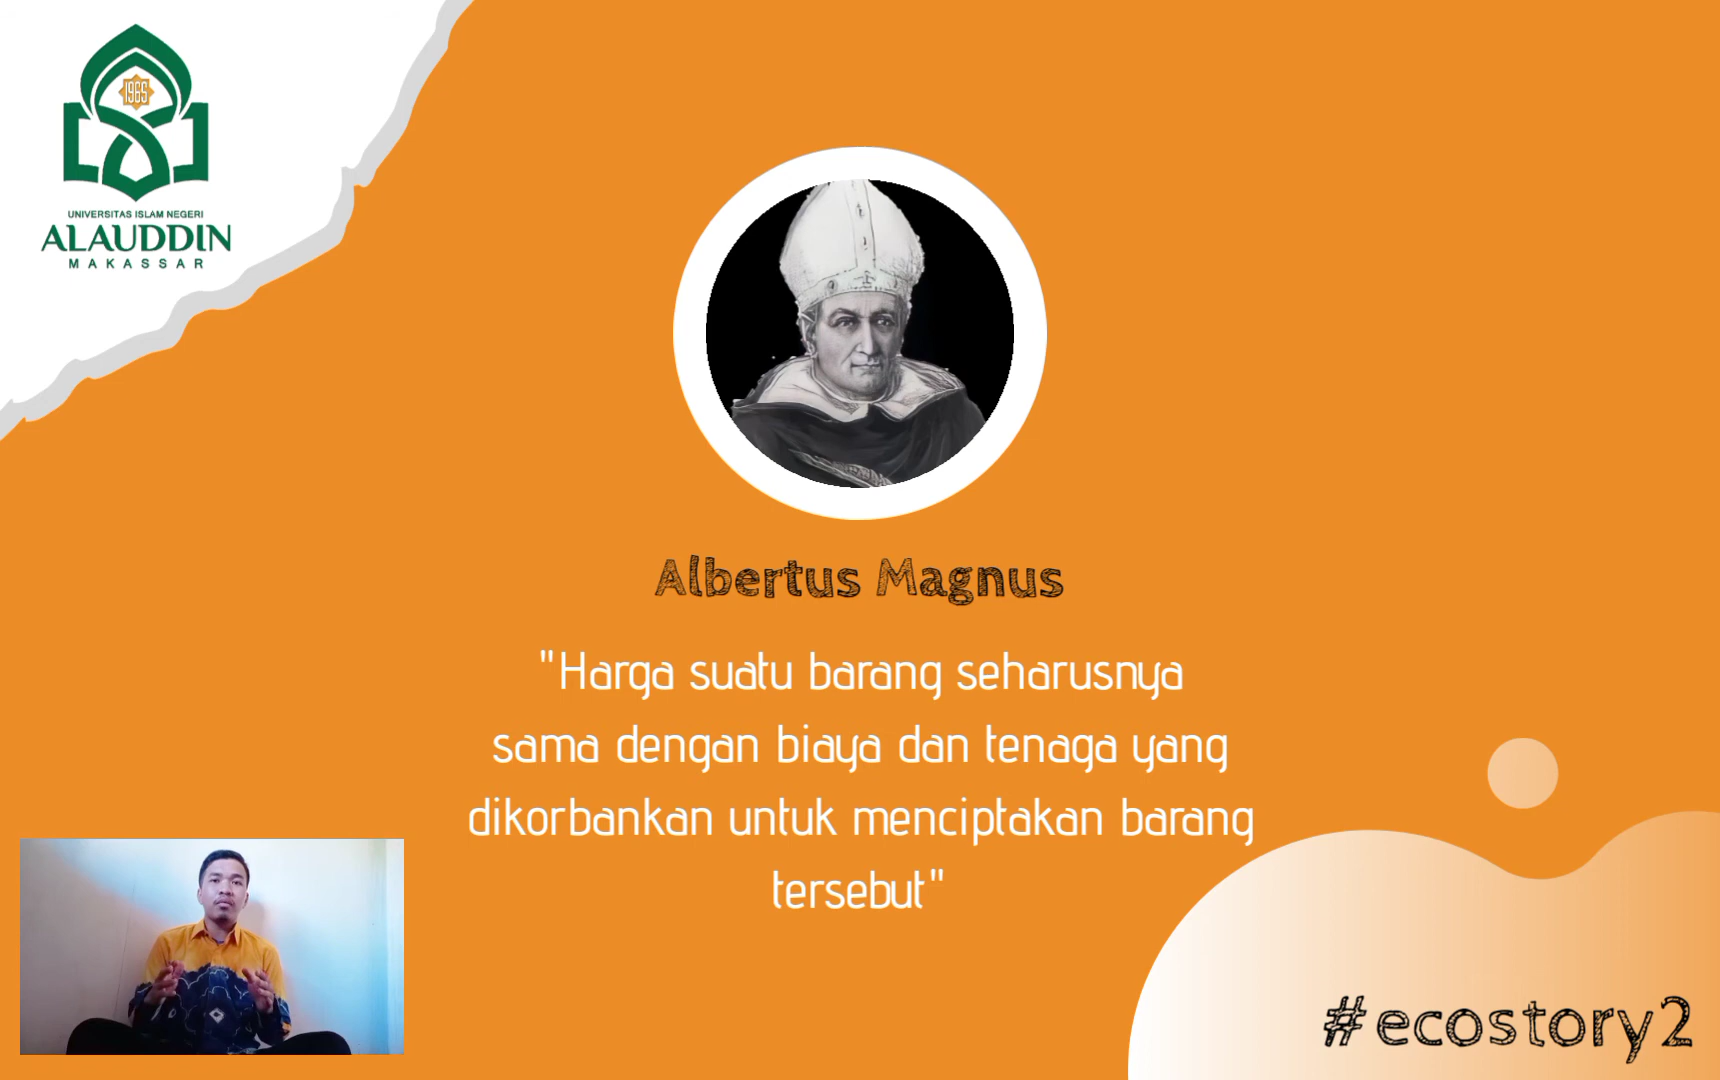 1965
UNIVERSITAS ISLAM NEGERI
ALAUDDIN
MAKASSAR
Albertus Magnus
"Harga suatu barang seharusnya
sama dengan biaya dan tenaga yang
dikorbankan untuk menciptakan barang
tersebut"
#ecostory2